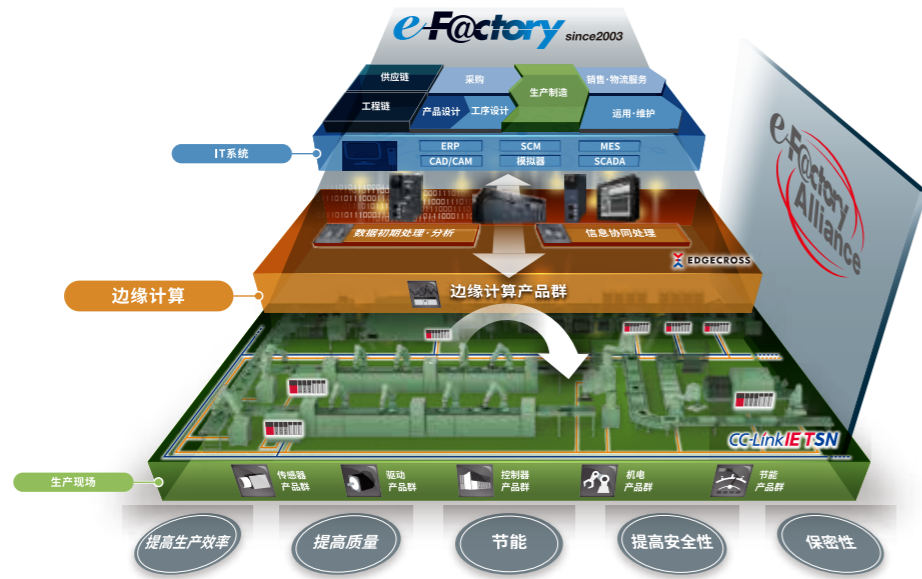 e-F@ctory since2003
供应链
采购
生产制造
销售·物流服务
工程链
产品设计
工序设计
运用·维护
IT系统
ERP
SCM
MES
CAD/CAM
模拟器
SCADA
e-F@ctory
Alliance
数据初期处理·分析
信息协同处理
EDGECROSS
边缘计算
边缘计算产品群
CC-Link IE TSN
生产现场
传感器
产品群
驱动
产品群
控制器
产品群
机电
产品群
节能
产品群
提高生产效率
提高质量
节能
提高安全性
保密性